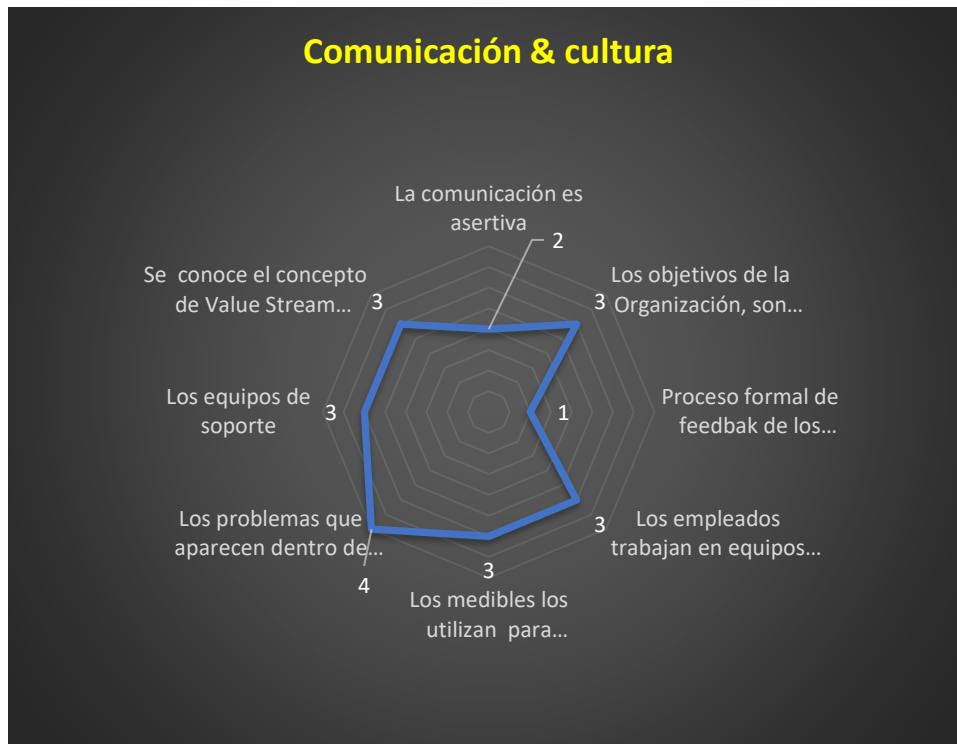 Comunicación & cultura
La comunicación es
asertiva
2
Los objetivos de la
Organización, son...
3
Proceso formal de
feedbak de los...
1
Los empleados
trabajan en equipos...
3
Los medibles los
utilizan para...
3
Los problemas que
aparecen dentro de...
4
Los equipos de
soporte
3
Se conoce el concepto
de Value Stream...
3